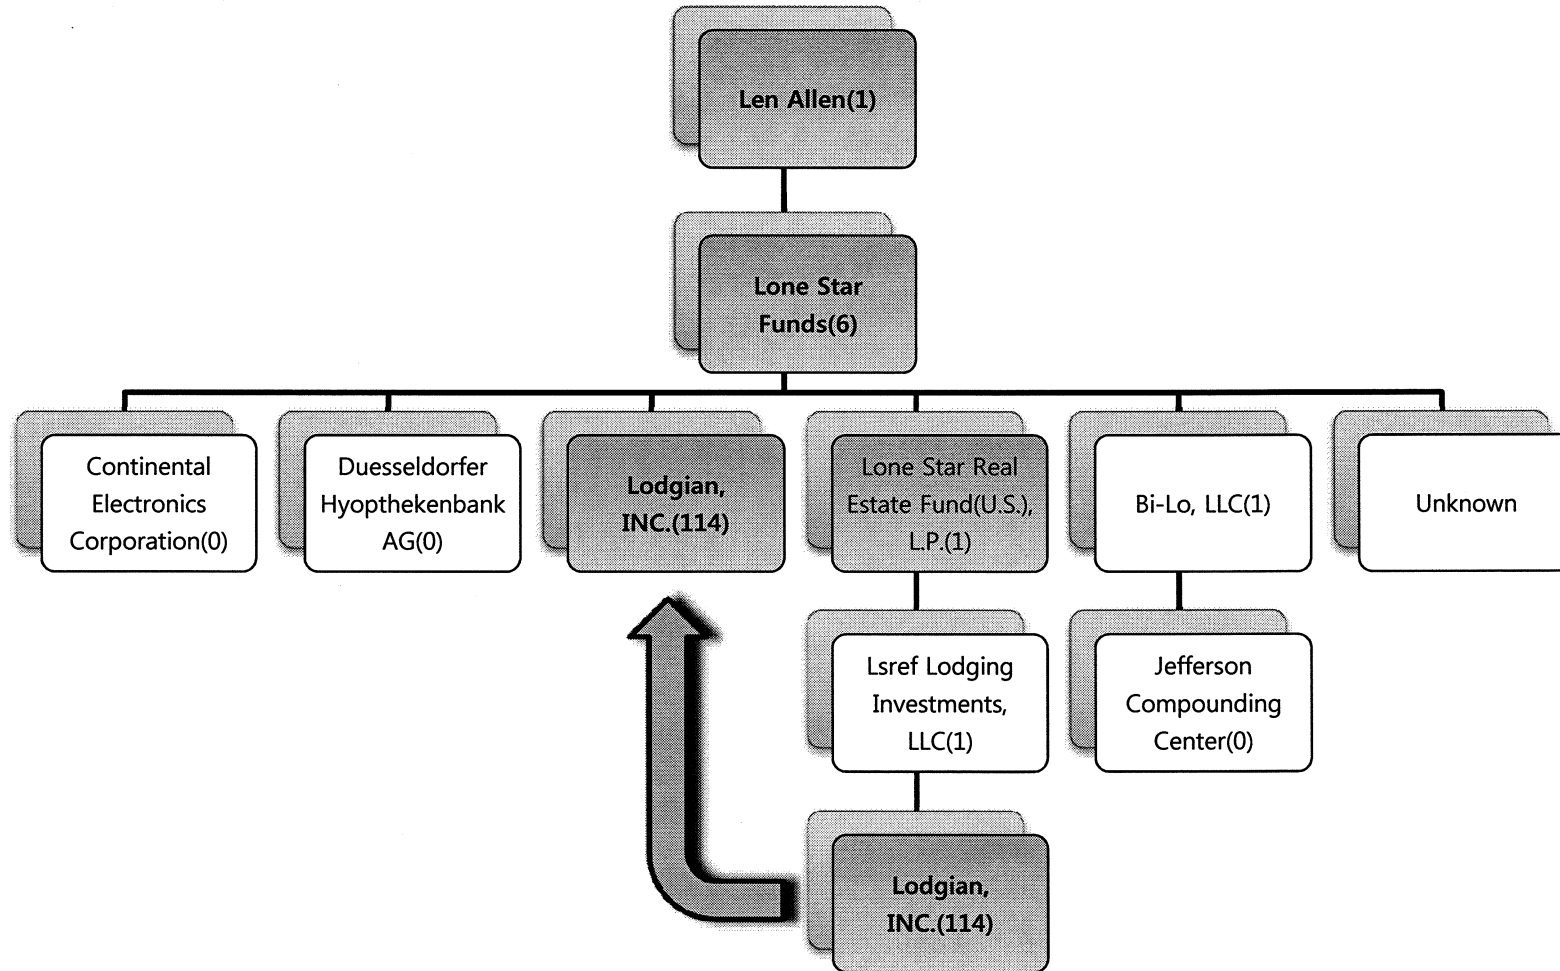 Len Allen(1)
Lone Star
Funds(6)
Continental
Electronics
Corporation(0)
Duesseldorfer
Hyopthekenbank
AG(0)
Lodgian,
INC.(114)
Lone Star Real
Estate Fund(U.S.),
L.P.(1)
Bi-Lo, LLC(1)
Unknown
Lsref Lodging
Investments,
LLC(1)
Jefferson
Compounding
Center(0)
Lodgian,
INC.(114)